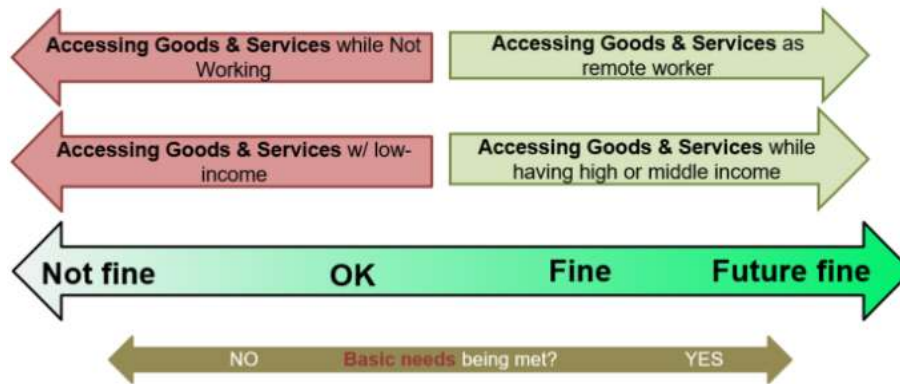 Accessing Goods & Services while Not
Working
Accessing Goods & Services as
remote worker
Accessing Goods & Services w/ low-
income
Accessing Goods & Services while
having high or middle income
Not fine OK Fine Future fine
NO Basic needs being met? YES